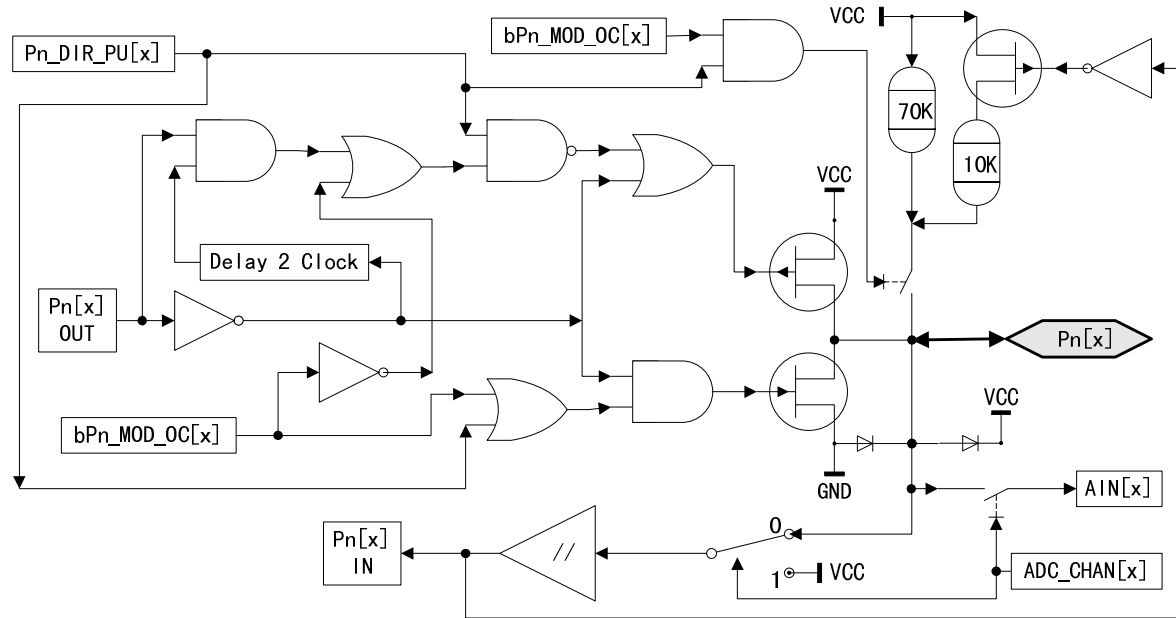 bPn_MOD_OC[x]
VCC
Pn_DIR_PU[x]
70K
10K
VCC
Delay 2 Clock
Pn[x]
OUT
Pn[x]
bPn_MOD_OC[x]
VCC
GND
AIN[x]
Pn[x]
IN
//
0
1
VCC
ADC_CHAN[x]